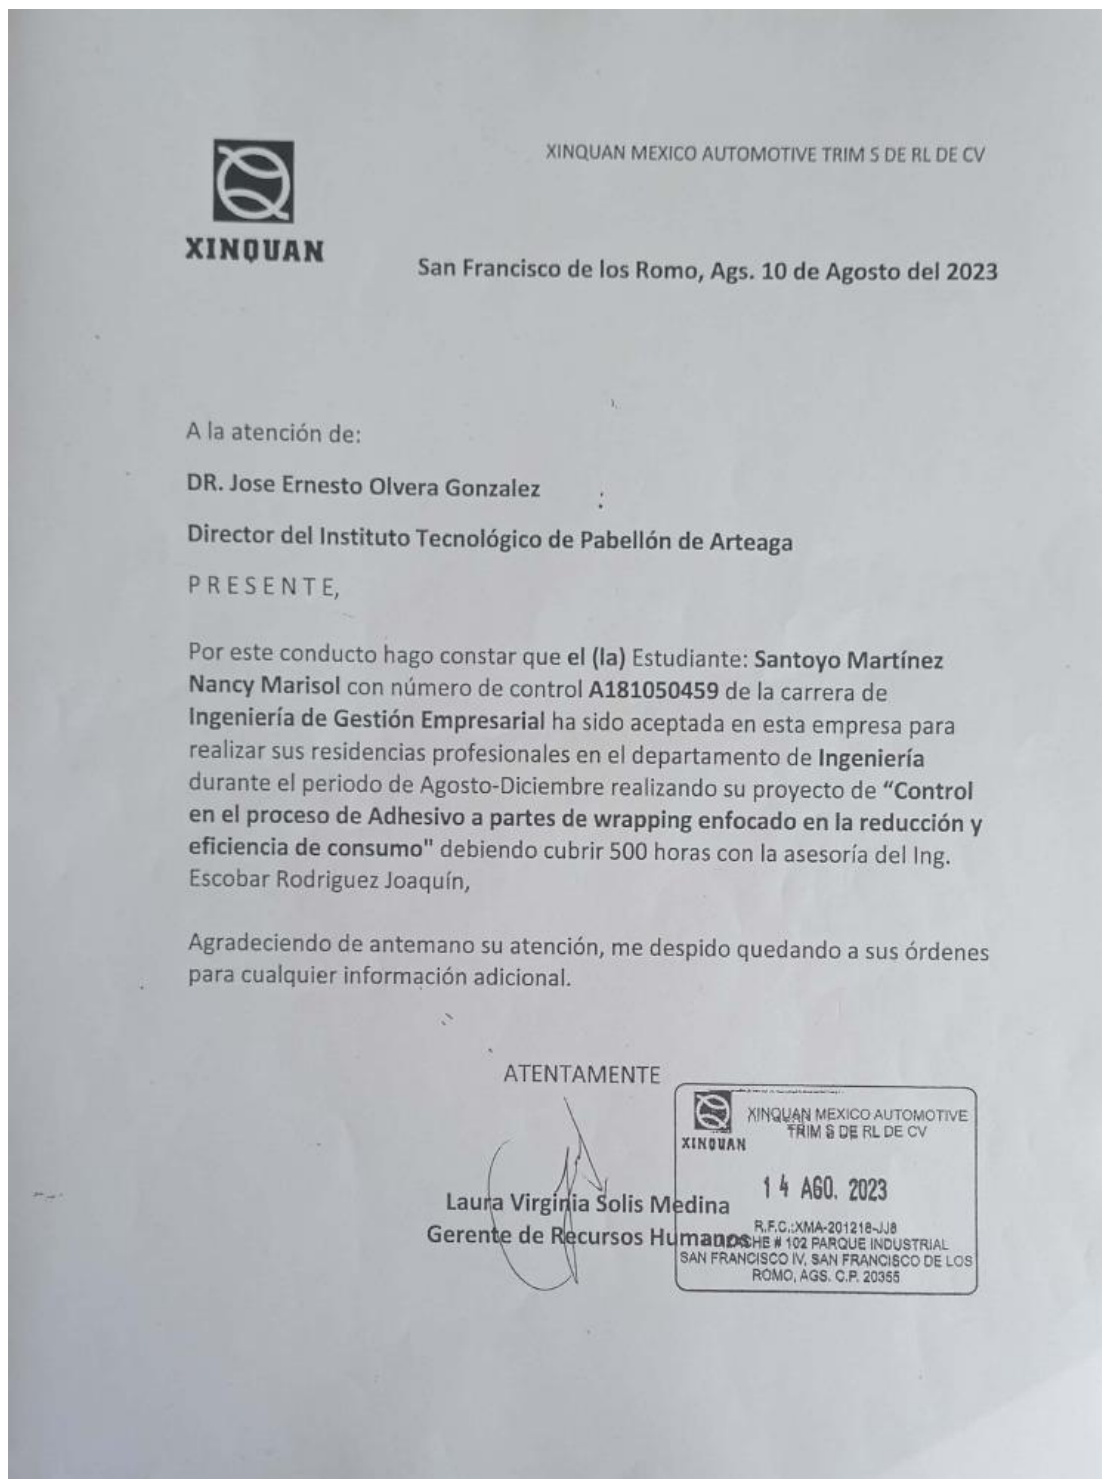 XINQUAN MEXICO AUTOMOTIVE TRIM S DE RL DE CV
XINQUAN
San Francisco de los Romo, Ags. 10 de Agosto del 2023
A la atención de:
DR. Jose Ernesto Olvera Gonzalez
Director del Instituto Tecnológico de Pabellón de Arteaga
PRESENTE,
Por este conducto hago constar que el (la) Estudiante: Santoyo Martínez
Nancy Marisol con número de control A181050459 de la carrera de
Ingeniería de Gestión Empresarial ha sido aceptada en esta empresa para
realizar sus residencias profesionales en el departamento de Ingeniería
durante el periodo de Agosto-Diciembre realizando su proyecto de “Control
en el proceso de Adhesivo a partes de wrapping enfocado en la reducción y
eficiencia de consumo" debiendo cubrir 500 horas con la asesoría del Ing.
Escobar Rodriguez Joaquín,
Agradeciendo de antemano su atención, me despido quedando a sus órdenes
para cualquier información adicional.
ATENTAMENTE
Laura Virginia Solis Medina
Gerente de Recursos Humanos
XINQUAN
XINQUAN MEXICO AUTOMOTIVE
TRIM S DE RL DE CV
14 AGO. 2023
R.F.C.:XMA-201218-JJ8
# 102 PARQUE INDUSTRIAL
SAN FRANCISCO IV, SAN FRANCISCO DE LOS
ROMO, AGS. C.P. 20355